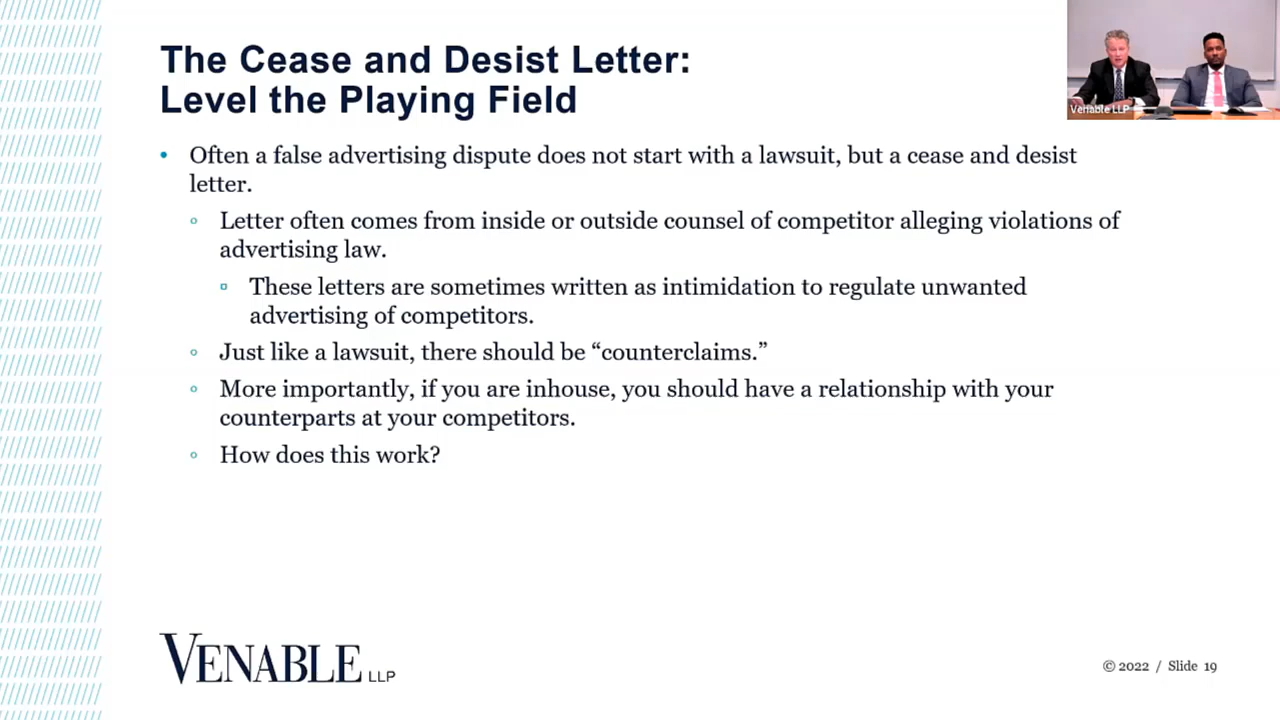 The Cease and Desist Letter:
Level the Playing Field
Venable LLP
• Often a false advertising dispute does not start with a lawsuit, but a cease and desist
letter.
◦ Letter often comes from inside or outside counsel of competitor alleging violations of
advertising law.
▫ These letters are sometimes written as intimidation to regulate unwanted
advertising of competitors.
◦ Just like a lawsuit, there should be “counterclaims.”
◦ More importantly, if you are inhouse, you should have a relationship with your
counterparts at your competitors.
◦ How does this work?
VENABLE LLP
© 2022 / Slide 19